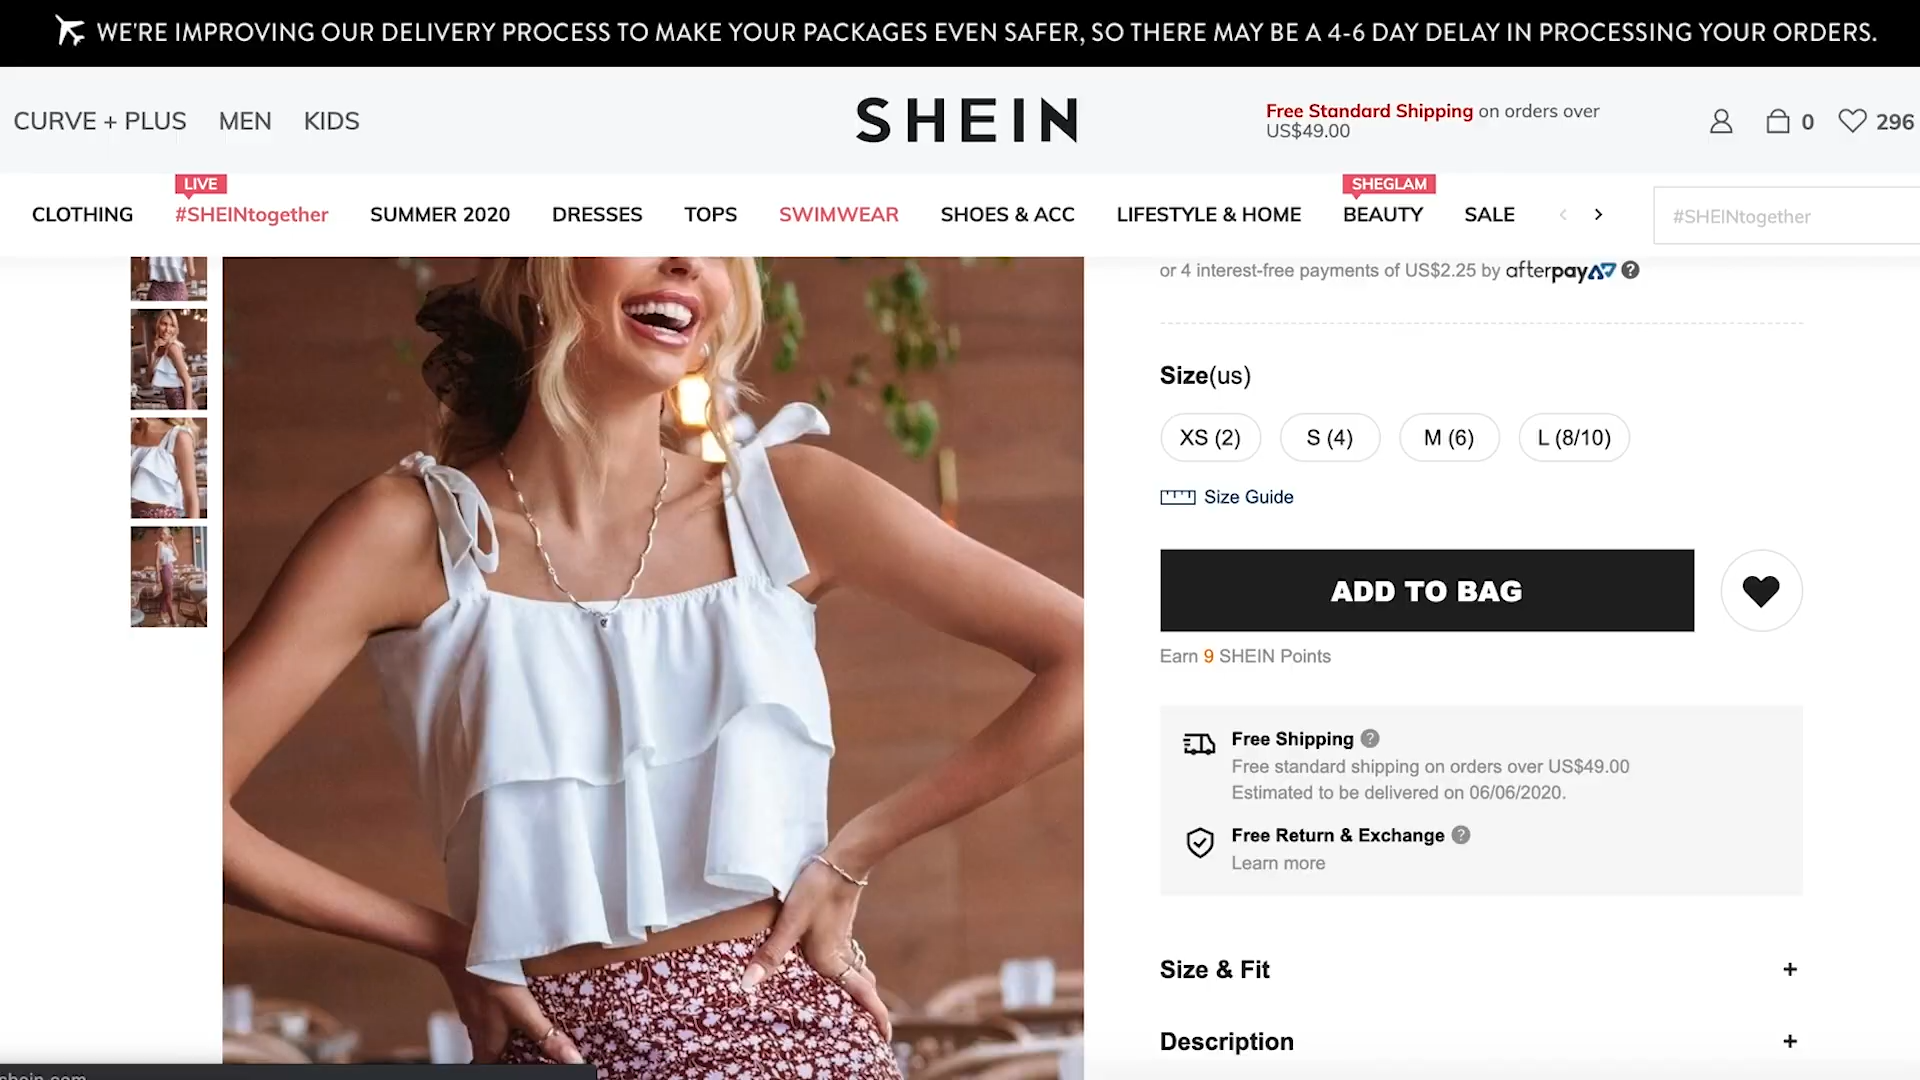 WE'RE IMPROVING OUR DELIVERY PROCESS TO MAKE YOUR PACKAGES EVEN SAFER, SO THERE MAY BE A 4-6 DAY DELAY IN PROCESSING YOUR ORDERS.
CURVE + PLUS MEN KIDS
SHEIN
Free Standard Shipping on orders over
US$49.00
0
296
LIVE
SHEGLAM
CLOTHING #SHEINtogether SUMMER 2020 DRESSES TOPS SWIMWEAR SHOES & ACC LIFESTYLE & HOME BEAUTY SALE
#SHEINtogether
or 4 interest-free payments of US$2.25 by afterpay ?
Size(us)
XS (2) S (4) M (6) L (8/10)
Size Guide
ADD TO BAG
Earn 9 SHEIN Points
Free Shipping ?
Free standard shipping on orders over US$49.00
Estimated to be delivered on 06/06/2020.
Free Return & Exchange ?
Learn more
Size & Fit +
Description +